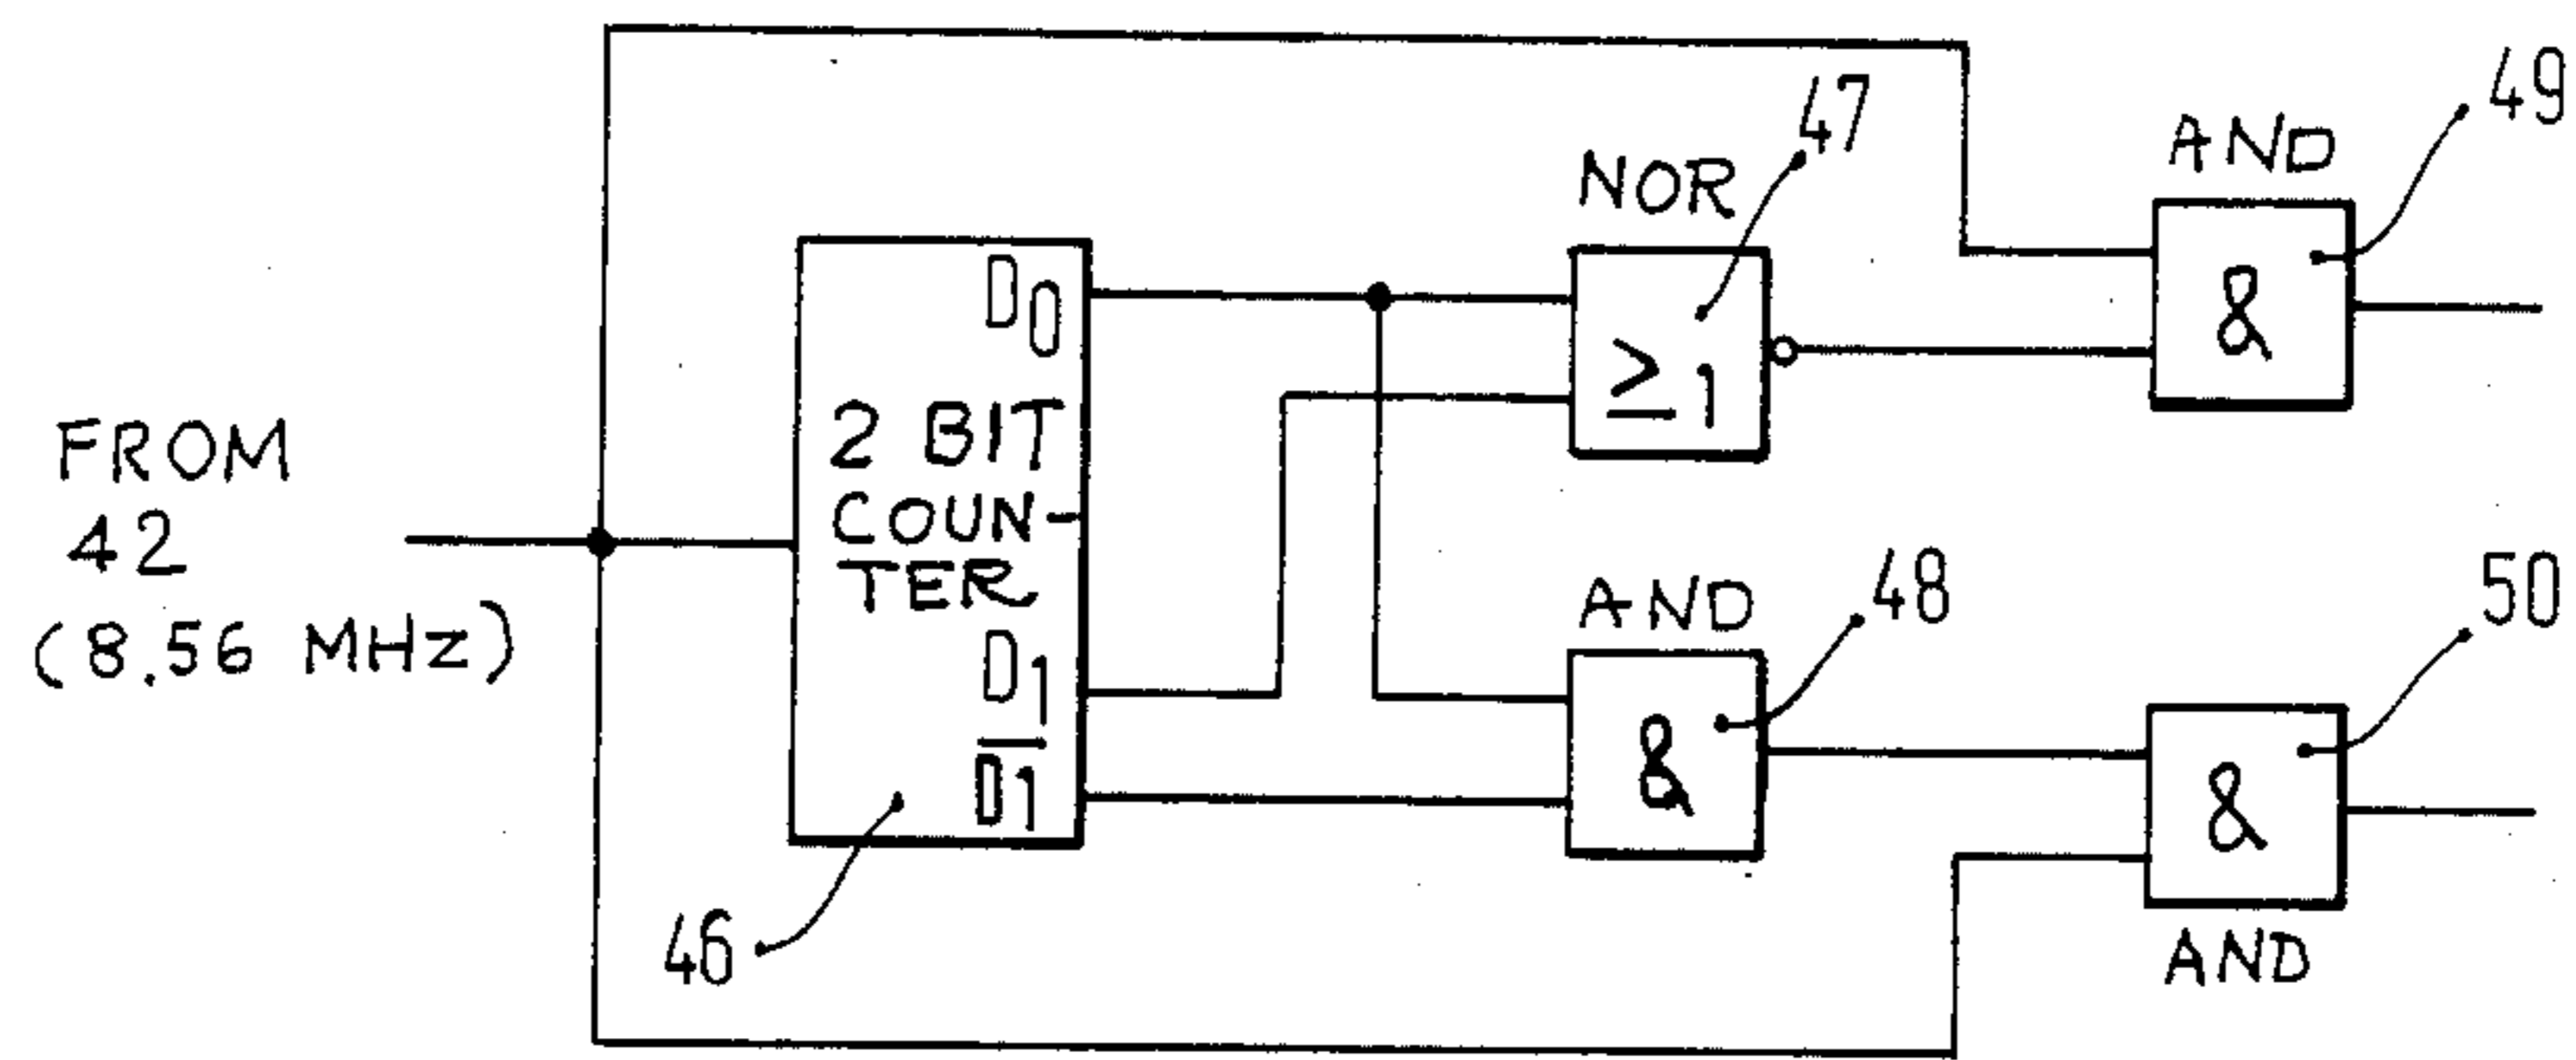 49
47
AND
NOR
&
≥1
D0
2 BIT
COUN-
TER
D1
D̅1̅
FROM
42
(8.56 MHz)
48
AND
&
50
&
AND
46